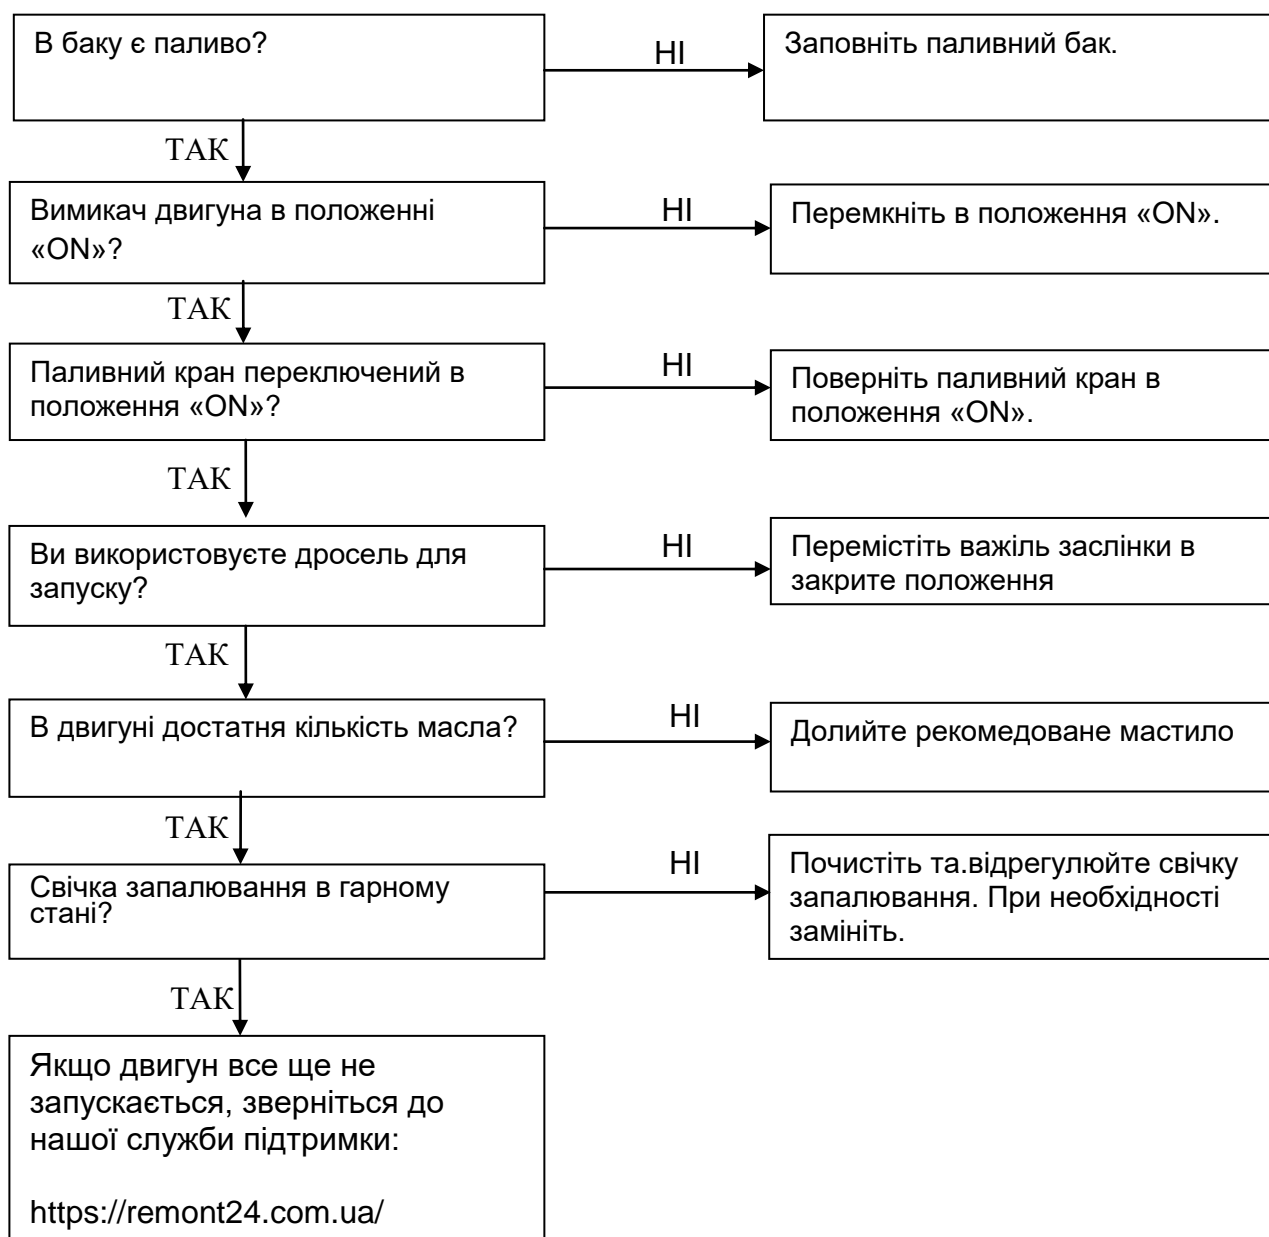 В баку є паливо?
НІ
Заповніть паливний бак.
ТАК
Вимикач двигуна в положенні
«ON»?
НІ
Перемкніть в положення «ON».
ТАК
Паливний кран переключений в
положення «ON»?
НІ
Поверніть паливний кран в
положення «ON».
ТАК
Ви використовуєте дросель для
запуску?
НІ
Перемістіть важіль заслінки в
закрите положення
ТАК
В двигуні достатня кількість масла?
НІ
Долийте рекомедоване мастило
ТАК
Свічка запалювання в гарному
стані?
НІ
Почистіть та.відрегулюйте свічку
запалювання. При необхідності
замініть.
ТАК
Якщо двигун все ще не
запускається, зверніться до
нашої служби підтримки:
https://remont24.com.ua/